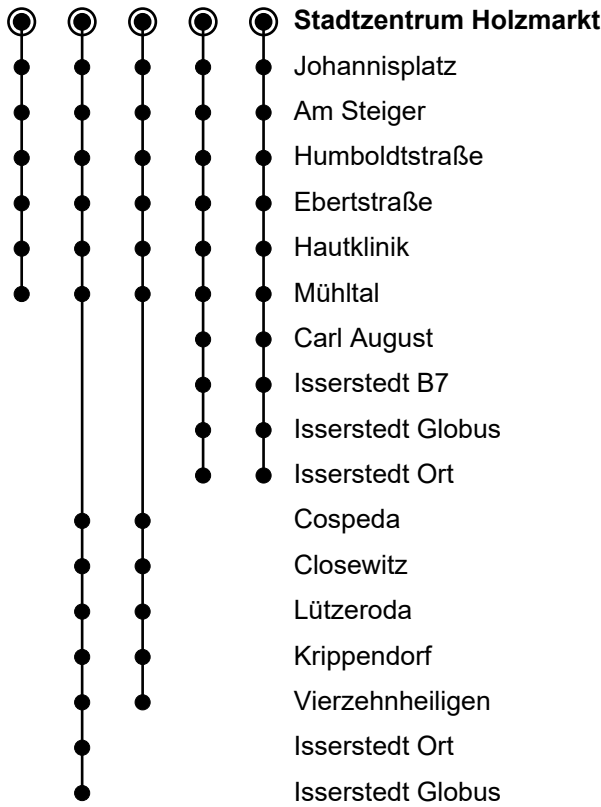 Stadtzentrum Holzmarkt
Johannisplatz
Am Steiger
Humboldtstraße
Ebertstraße
Hautklinik
Mühltal
Carl August
Isserstedt B7
Isserstedt Globus
Isserstedt Ort
Cospeda
Closewitz
Lützeroda
Krippendorf
Vierzehnheiligen
Isserstedt Ort
Isserstedt Globus